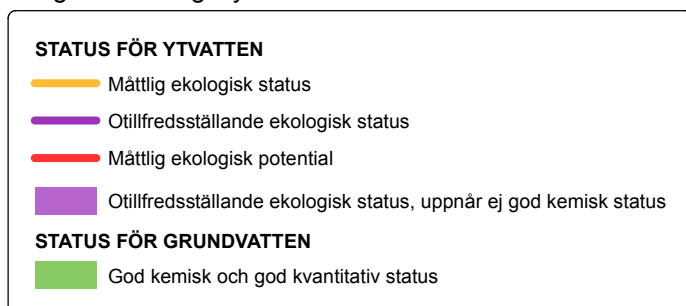 STATUS FÖR YTVATTEN
Måttlig ekologisk status
Otillfredsställande ekologisk status
Måttlig ekologisk potential
Otillfredsställande ekologisk status, uppnår ej god kemisk status
STATUS FÖR GRUNDVATTEN
God kemisk och god kvantitativ status